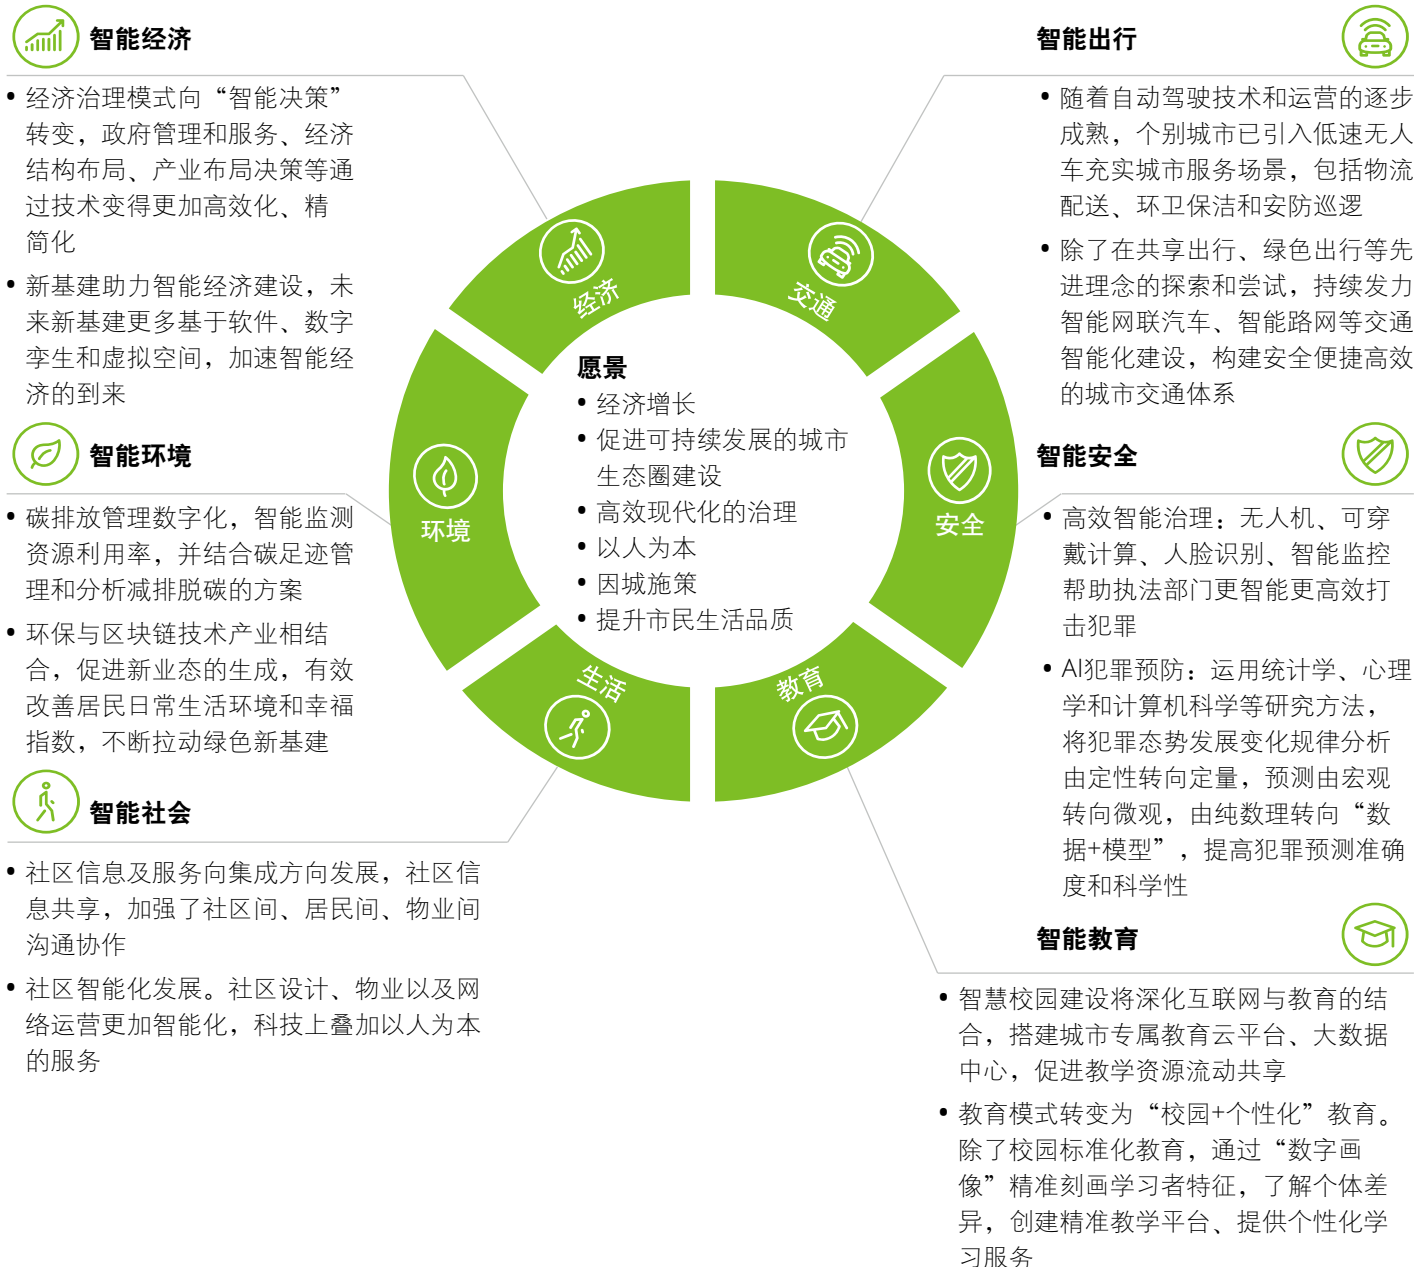 智能经济
• 经济治理模式向“智能决策”
转变，政府管理和服务、经济
结构布局、产业布局决策等通
过技术变得更加高效化、精
简化
• 新基建助力智能经济建设，未
来新基建更多基于软件、数字
孪生和虚拟空间，加速智能经
济的到来
智能环境
• 碳排放管理数字化，智能监测
资源利用率，并结合碳足迹管
理和分析减排脱碳的方案
• 环保与区块链技术产业相结
合，促进新业态的生成，有效
改善居民日常生活环境和幸福
指数，不断拉动绿色新基建
智能社会
• 社区信息及服务向集成方向发展，社区信
息共享，加强了社区间、居民间、物业间
沟通协作
• 社区智能化发展。社区设计、物业以及网
络运营更加智能化，科技上叠加以人为本
的服务
经济
交通
环境
安全
生活
教育
愿景
• 经济增长
• 促进可持续发展的城市
生态圈建设
• 高效现代化的治理
• 以人为本
• 因城施策
• 提升市民生活品质
智能出行
• 随着自动驾驶技术和运营的逐步
成熟，个别城市已引入低速无人
车充实城市服务场景，包括物流
配送、环卫保洁和安防巡逻
• 除了在共享出行、绿色出行等先
进理念的探索和尝试，持续发力
智能网联汽车、智能路网等交通
智能化建设，构建安全便捷高效
的城市交通体系
智能安全
• 高效智能治理：无人机、可穿
戴计算、人脸识别、智能监控
帮助执法部门更智能更高效打
击犯罪
• AI犯罪预防：运用统计学、心理
学和计算机科学等研究方法，
将犯罪态势发展变化规律分析
由定性转向定量，预测由宏观
转向微观，由纯数理转向“数
据+模型”，提高犯罪预测准确
度和科学性
智能教育
• 智慧校园建设将深化互联网与教育的结
合，搭建城市专属教育云平台、大数据
中心，促进教学资源流动共享
• 教育模式转变为“校园+个性化”教育。
除了校园标准化教育，通过“数字画
像”精准刻画学习者特征，了解个体差
异，创建精准教学平台、提供个性化学
习服务